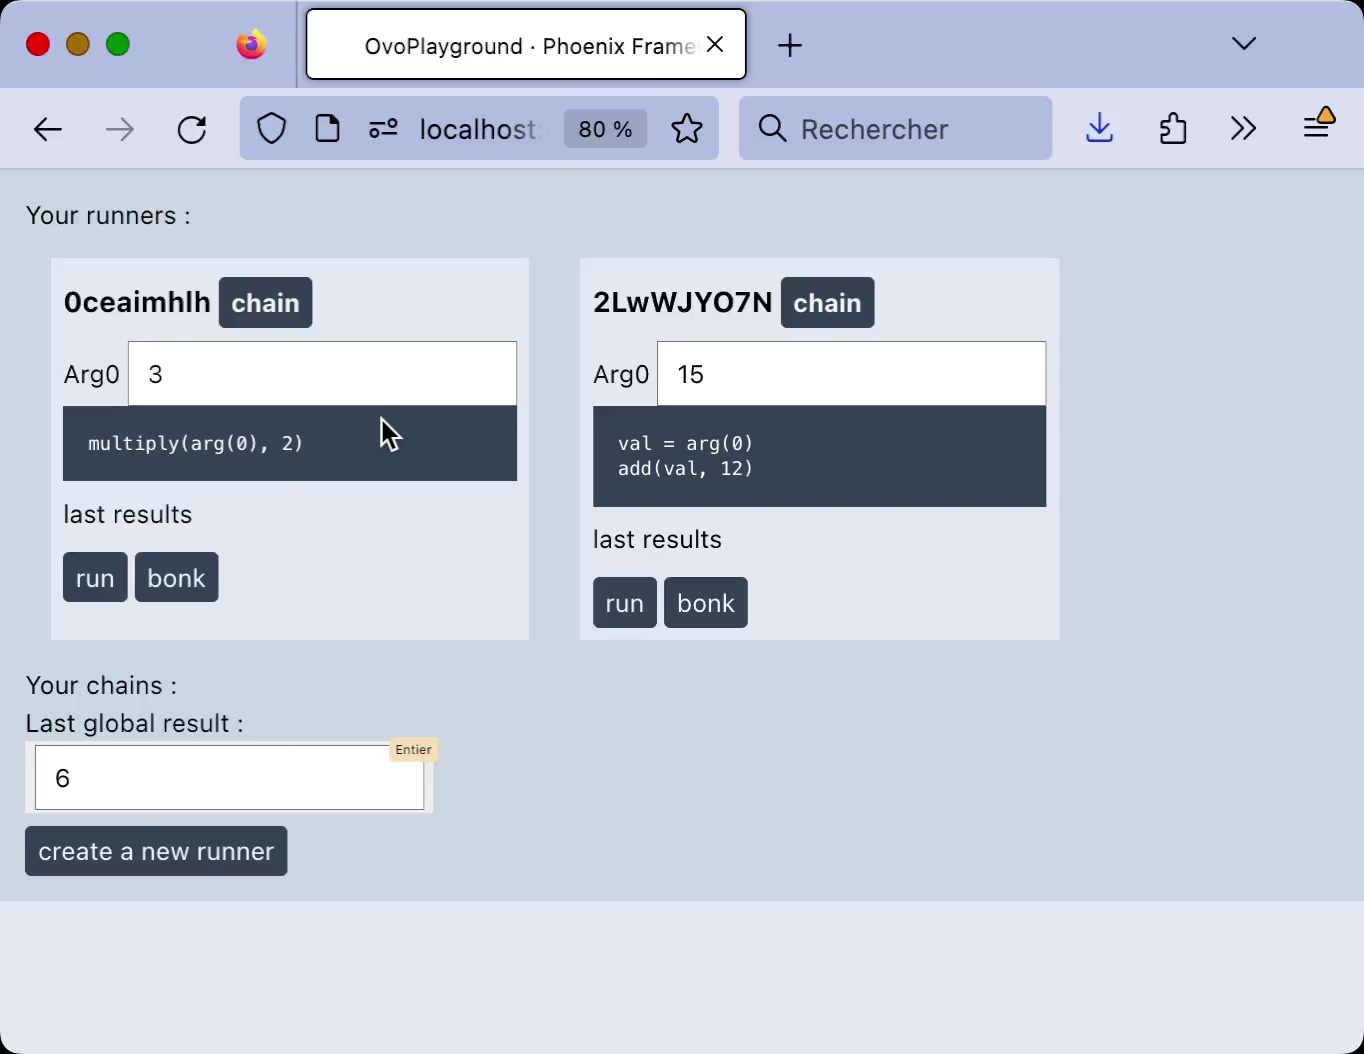 OvoPlayground · Phoenix Frame
localhost:
80 %
Rechercher
Your runners :
0ceaimhlh chain
Arg0 3
multiply(arg(0), 2)
last results
run bonk
2LwWJYO7N chain
Arg0 15
val = arg(0)
add(val, 12)
last results
run bonk
Your chains :
Last global result :
Entier
6
create a new runner